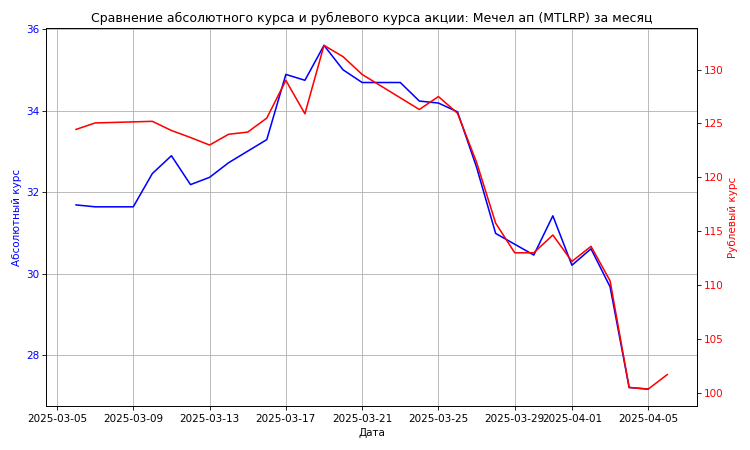 Сравнение абсолютного курса и рублевого курса акции: Мечел ап (MTLRP) за месяц
Абсолютный курс
36
34
32
30
28
Рублевый курс
130
125
120
115
110
105
100
2025-03-05 2025-03-09 2025-03-13 2025-03-17 2025-03-21 2025-03-25 2025-03-29 2025-04-01 2025-04-05
Дата